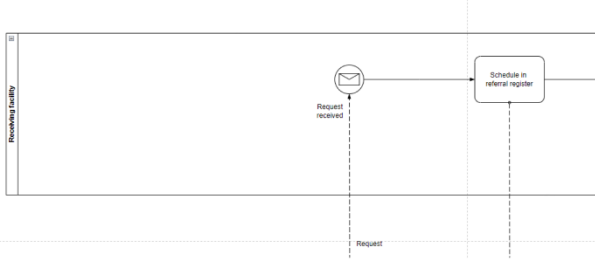 Receiving facility
Schedule in
referral register
Request
received
Request